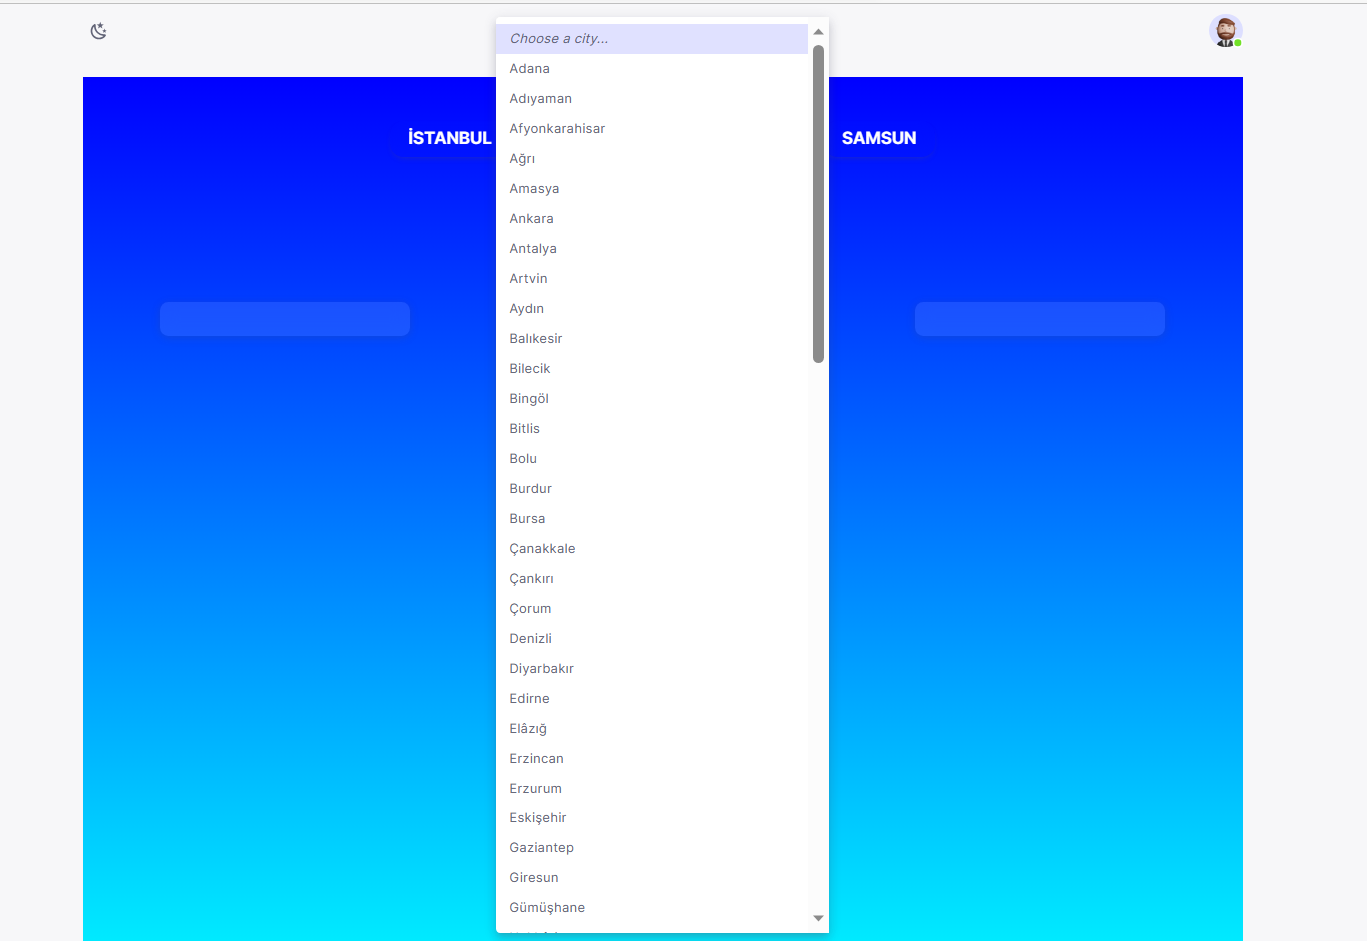 Choose a city...
İSTANBUL
SAMSUN
Adana
Adıyaman
Afyonkarahisar
Ağrı
Amasya
Ankara
Antalya
Artvin
Aydın
Balıkesir
Bilecik
Bingöl
Bitlis
Bolu
Burdur
Bursa
Çanakkale
Çankırı
Çorum
Denizli
Diyarbakır
Edirne
Elâzığ
Erzincan
Erzurum
Eskişehir
Gaziantep
Giresun
Gümüşhane